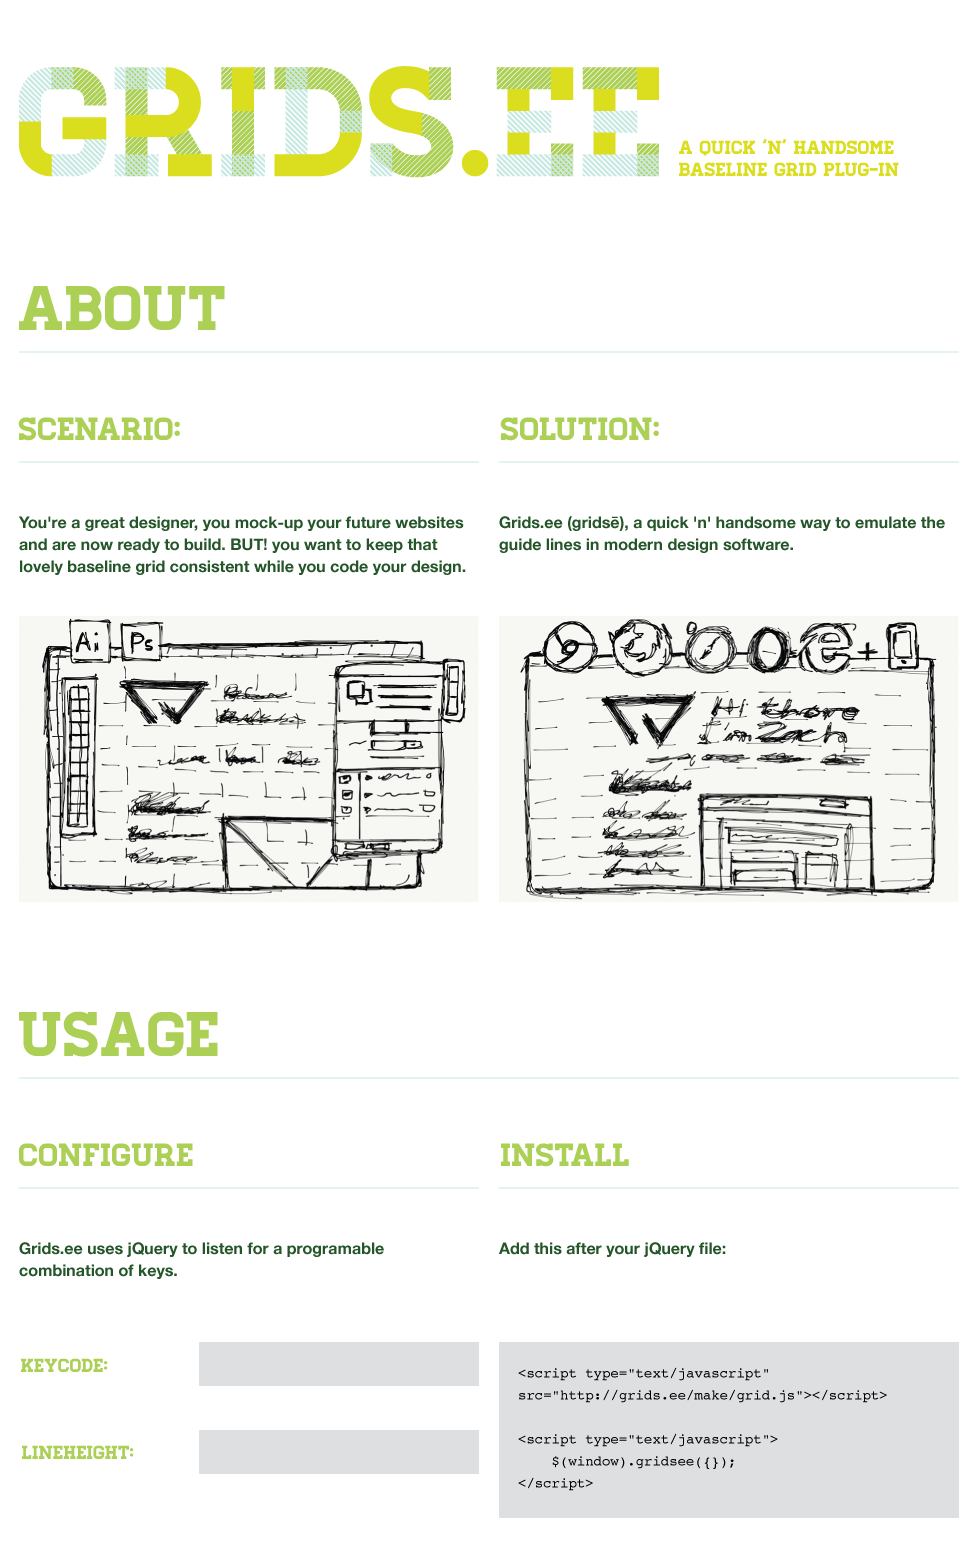 GRIDS.EE
A QUICK 'N' HANDSOME
BASELINE GRID PLUG-IN
ABOUT
SCENARIO:
You're a great designer, you mock-up your future websites
and are now ready to build. BUT! you want to keep that
lovely baseline grid consistent while you code your design.
Ai Ps
SOLUTION:
Grids.ee (gridsē), a quick 'n' handsome way to emulate the
guide lines in modern design software.
Hi there
I'm Zach
USAGE
CONFIGURE
Grids.ee uses jQuery to listen for a programable
combination of keys.
KEYCODE:
LINEHEIGHT:
INSTALL
Add this after your jQuery file:
<script type="text/javascript"
src="http://grids.ee/make/grid.js"></script>
<script type="text/javascript">
$(window).gridsee({});
</script>